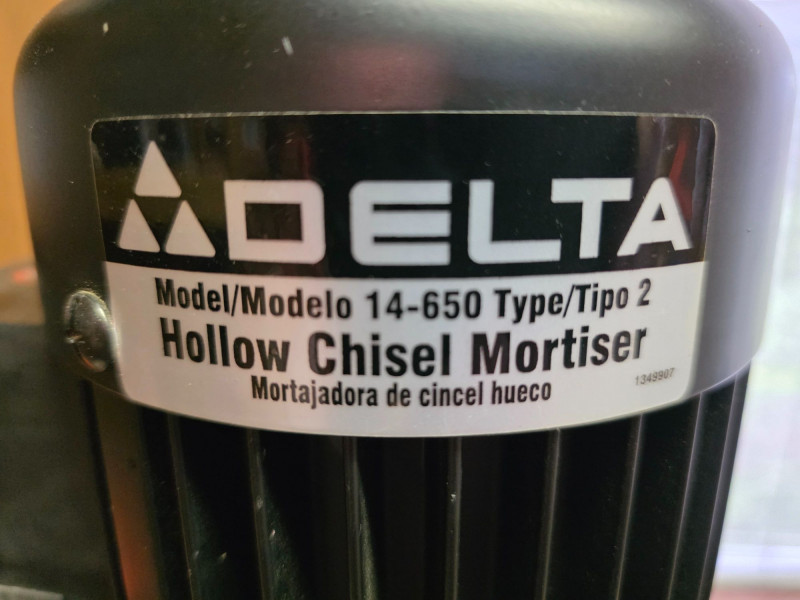 DELTA
Model/Modelo 14-650 Type/Tipo 2
Hollow Chisel Mortiser
Mortajadora de cincel hueco
1349907